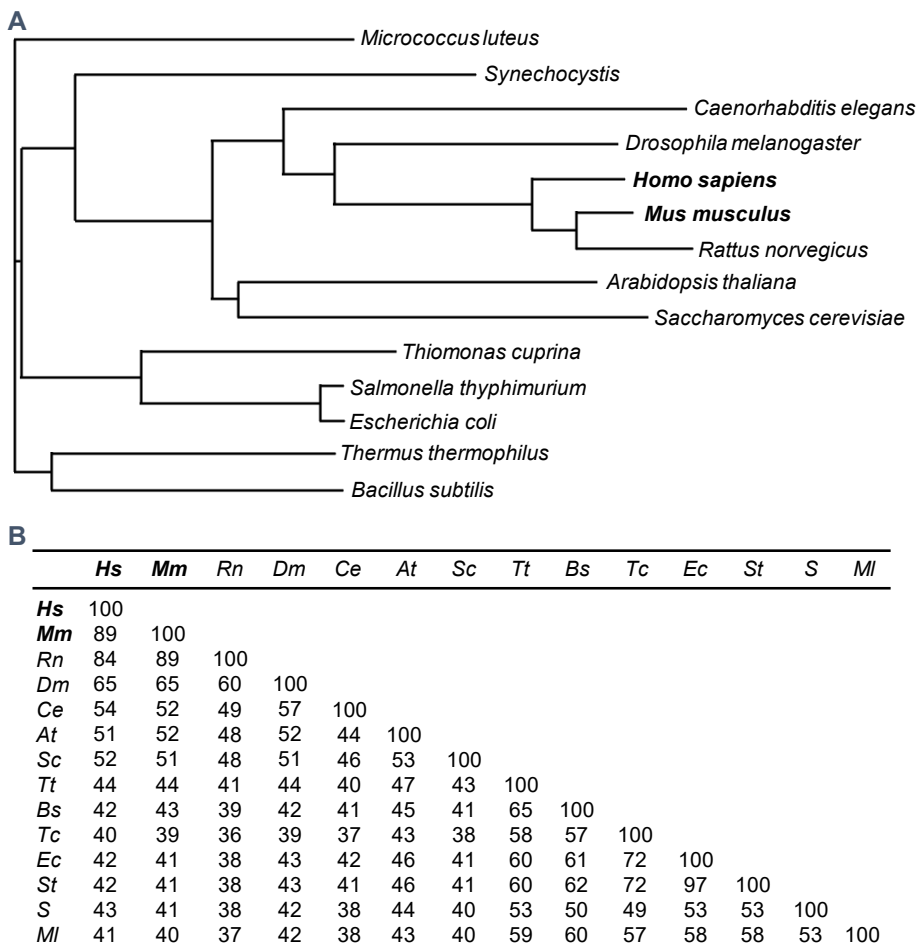 A
Micrococcus luteus
Synechocystis
Caenorhabditis elegans
Drosophila melanogaster
Homo sapiens
Mus musculus
Rattus norvegicus
Arabidopsis thaliana
Saccharomyces cerevisiae
Thiomonas cuprina
Salmonella thyphimurium
Escherichia coli
Thermus thermophilus
Bacillus subtilis
B
Hs Mm Rn Dm Ce At Sc Tt Bs Tc Ec St S Ml
Hs 100
Mm 89 100
Rn 84 89 100
Dm 65 65 60 100
Ce 54 52 49 57 100
At 51 52 48 52 44 100
Sc 52 51 48 51 46 53 100
Tt 44 44 41 44 40 47 43 100
Bs 42 43 39 42 41 45 41 65 100
Tc 40 39 36 39 37 43 38 58 57 100
Ec 42 41 38 43 42 46 41 60 61 72 100
St 42 41 38 43 41 46 41 60 62 72 97 100
S 43 41 38 42 38 44 40 53 50 49 53 53 100
Ml 41 40 37 42 38 43 40 59 60 57 58 58 53 100